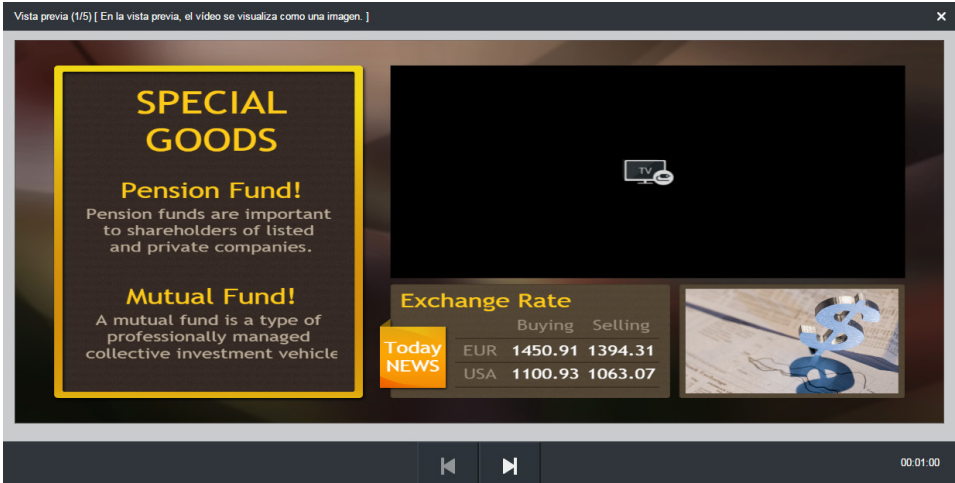 Vista previa (1/5) [ En la vista previa, el vídeo se visualiza como una imagen. ]
SPECIAL
GOODS
Pension Fund!
Pension funds are important
to shareholders of listed
and private companies.
Mutual Fund!
A mutual fund is a type of
professionally managed
collective investment vehicle
TV
Exchange Rate
Buying Selling
Today
NEWS
EUR 1450.91 1394.31
USA 1100.93 1063.07
00:01:00